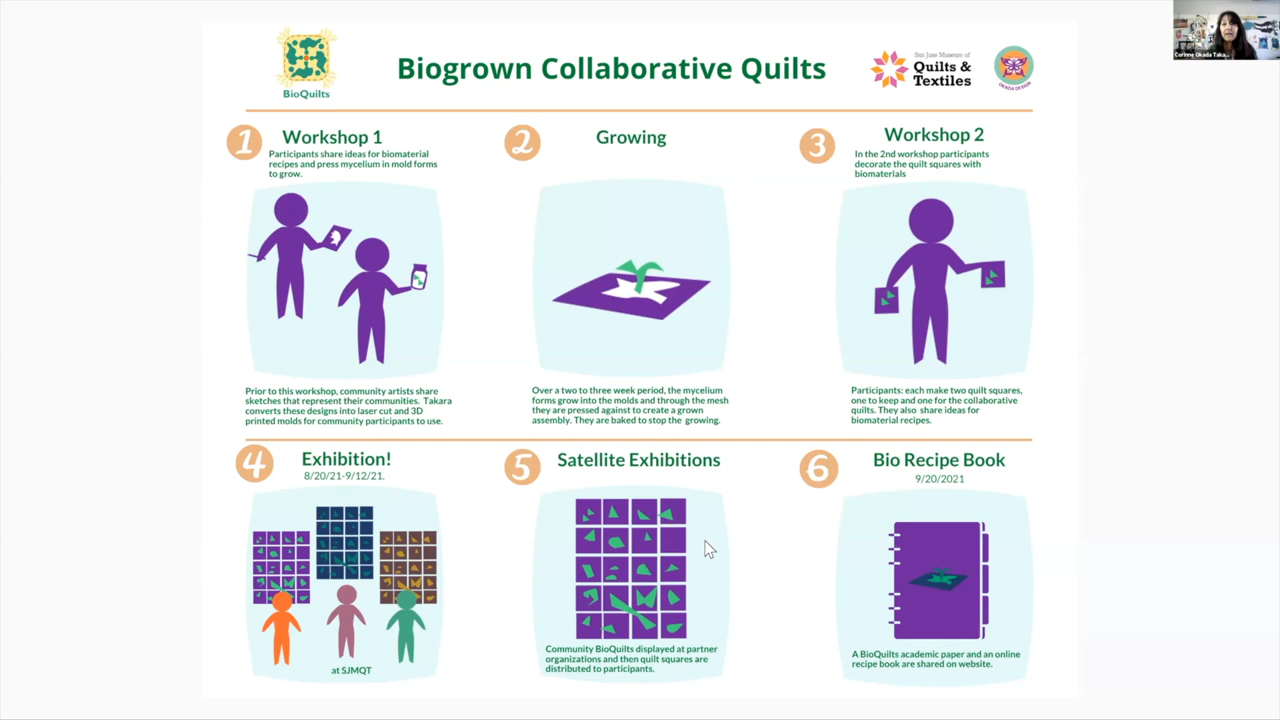 BioQuilts
Biogrown Collaborative Quilts
San Jose Museum of
Quilts &
Textiles
OKADA DESIGN
Corinne Okada Taka...
1
Workshop 1
Participants share ideas for biomaterial
recipes and press mycelium in mold forms
to grow.
Prior to this workshop, community artists share
sketches that represent their communities. Takara
converts these designs into laser cut and 3D
printed molds for community participants to use.
2
Growing
Over a two to three week period, the mycelium
forms grow into the molds and through the mesh
they are pressed against to create a grown
assembly. They are baked to stop the growing.
3
Workshop 2
In the 2nd workshop participants
decorate the quilt squares with
biomaterials
Participants: each make two quilt squares,
one to keep and one for the collaborative
quilts. They also share ideas for
biomaterial recipes.
4
Exhibition!
8/20/21-9/12/21.
at SJMQT
5
Satellite Exhibitions
Community BioQuilts displayed at partner
organizations and then quilt squares are
distributed to participants.
6
Bio Recipe Book
9/20/2021
A BioQuilts academic paper and an online
recipe book are shared on website.